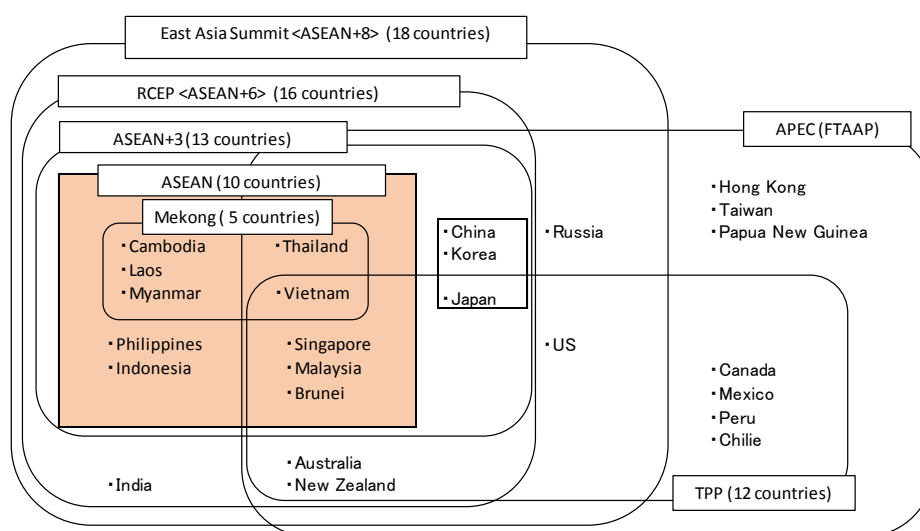 East Asia Summit <ASEAN+8> (18 countries)
RCEP <ASEAN+6> (16 countries)
ASEAN+3 (13 countries)
APEC (FTAAP)
ASEAN (10 countries)
Mekong ( 5 countries)
・Cambodia
・Laos
・Myanmar
・Thailand
・Vietnam
・China
・Korea
・Japan
・Russia
・Hong Kong
・Taiwan
・Papua New Guinea
・Philippines
・Indonesia
・Singapore
・Malaysia
・Brunei
・US
・Canada
・Mexico
・Peru
・Chilie
・India
・Australia
・New Zealand
TPP (12 countries)